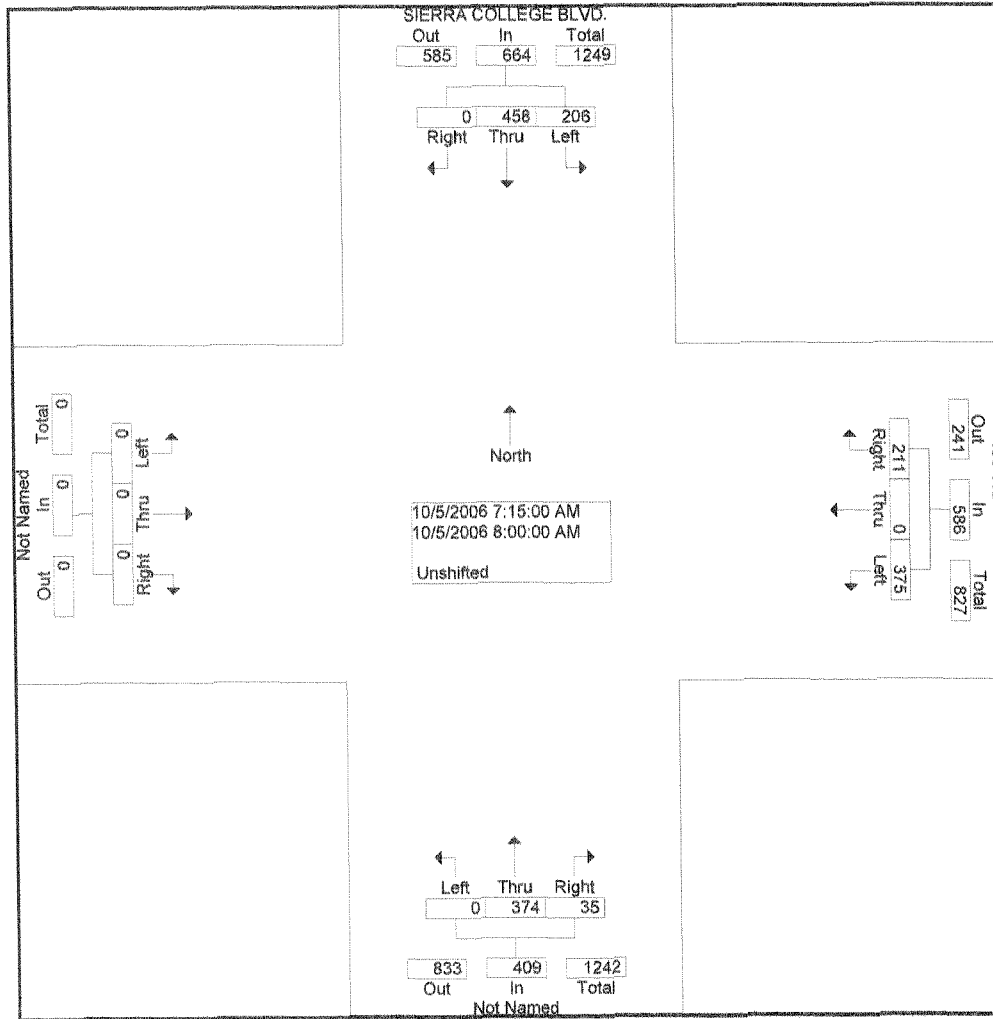 SIERRA COLLEGE BLVD.
Out In Total
585 664 1249
0 458 206
Right Thru Left
Not Named
Total In Out
0 0 0
0 0 0
Left Thru Right
North
10/5/2006 7:15:00 AM
10/5/2006 8:00:00 AM
Unshifted
Right Thru Left
211 0 375
241 586 827
Out In Total
Left Thru Right
0 374 35
833 409 1242
Out In Total
Not Named